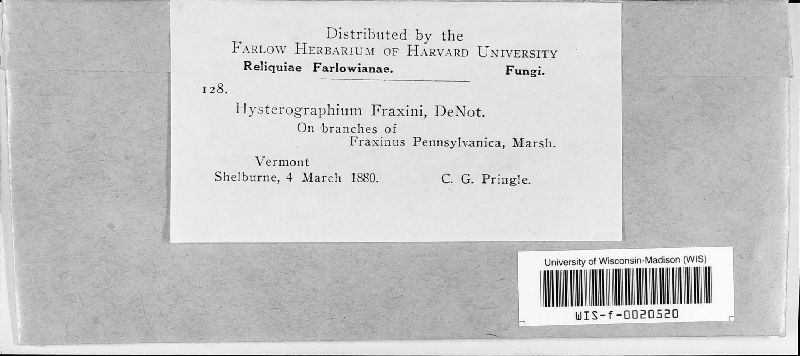 Distributed by the
Farlow Herbarium of Harvard University
Reliquiae Farlowianae. Fungi.
128.
Hysterographium Fraxini, DeNot.
On branches of
Fraxinus Pennsylvanica, Marsh.
Vermont
Shelburne, 4 March 1880. C. G. Pringle.
University of Wisconsin-Madison (WIS)
WIS-f-0020520